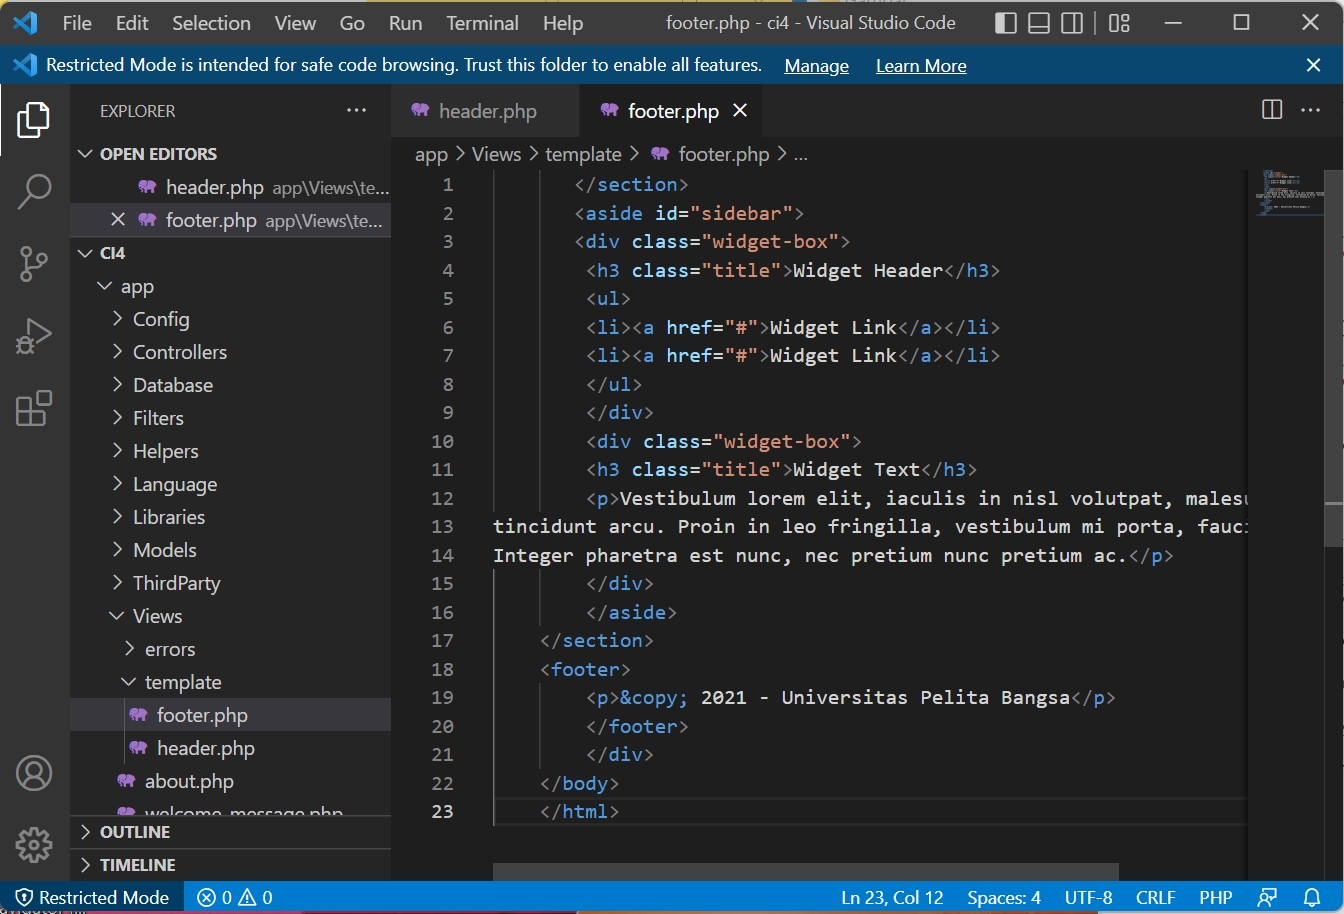 File Edit Selection View Go Run Terminal Help footer.php - ci4 - Visual Studio Code
Restricted Mode is intended for safe code browsing. Trust this folder to enable all features. Manage Learn More
EXPLORER
OPEN EDITORS
header.php app\Views\te...
footer.php app\Views\te...
CI4
app
Config
Controllers
Database
Filters
Helpers
Language
Libraries
Models
ThirdParty
Views
errors
template
footer.php
header.php
about.php
welcome_message.php
OUTLINE
TIMELINE
header.php footer.php
app > Views > template > footer.php > ...
1 </section>
2 <aside id="sidebar">
3 <div class="widget-box">
4 <h3 class="title">Widget Header</h3>
5 <ul>
6 <li><a href="#">Widget Link</a></li>
7 <li><a href="#">Widget Link</a></li>
8 </ul>
9 </div>
10 <div class="widget-box">
11 <h3 class="title">Widget Text</h3>
12 <p>Vestibulum lorem elit, iaculis in nisl volutpat, malesu
13 tincidunt arcu. Proin in leo fringilla, vestibulum mi porta, fauci
14 Integer pharetra est nunc, nec pretium nunc pretium ac.</p>
15 </div>
16 </aside>
17 </section>
18 <footer>
19 <p>&copy; 2021 - Universitas Pelita Bangsa</p>
20 </footer>
21 </div>
22 </body>
23 </html>
Restricted Mode 0 0 Ln 23, Col 12 Spaces: 4 UTF-8 CRLF PHP